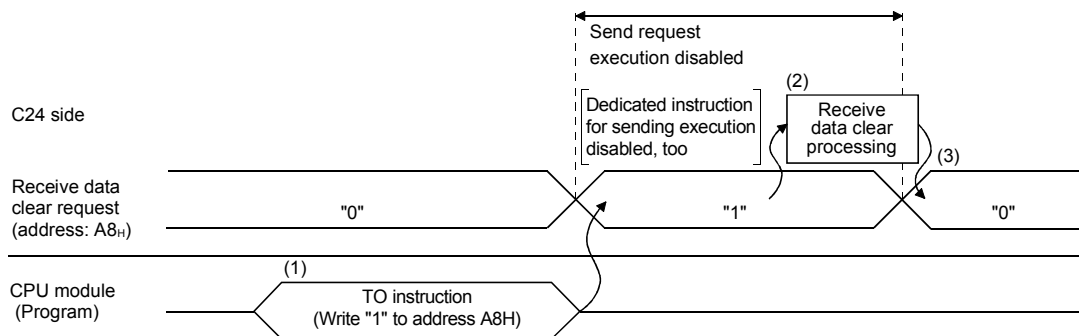 Send request
execution disabled
C24 side
Dedicated instruction
for sending execution
disabled, too
(2)
Receive
data clear
processing
(3)
Receive data
clear request
(address: A8H)
"0"
"1"
"0"
CPU module
(Program)
(1)
TO instruction
(Write "1" to address A8H)